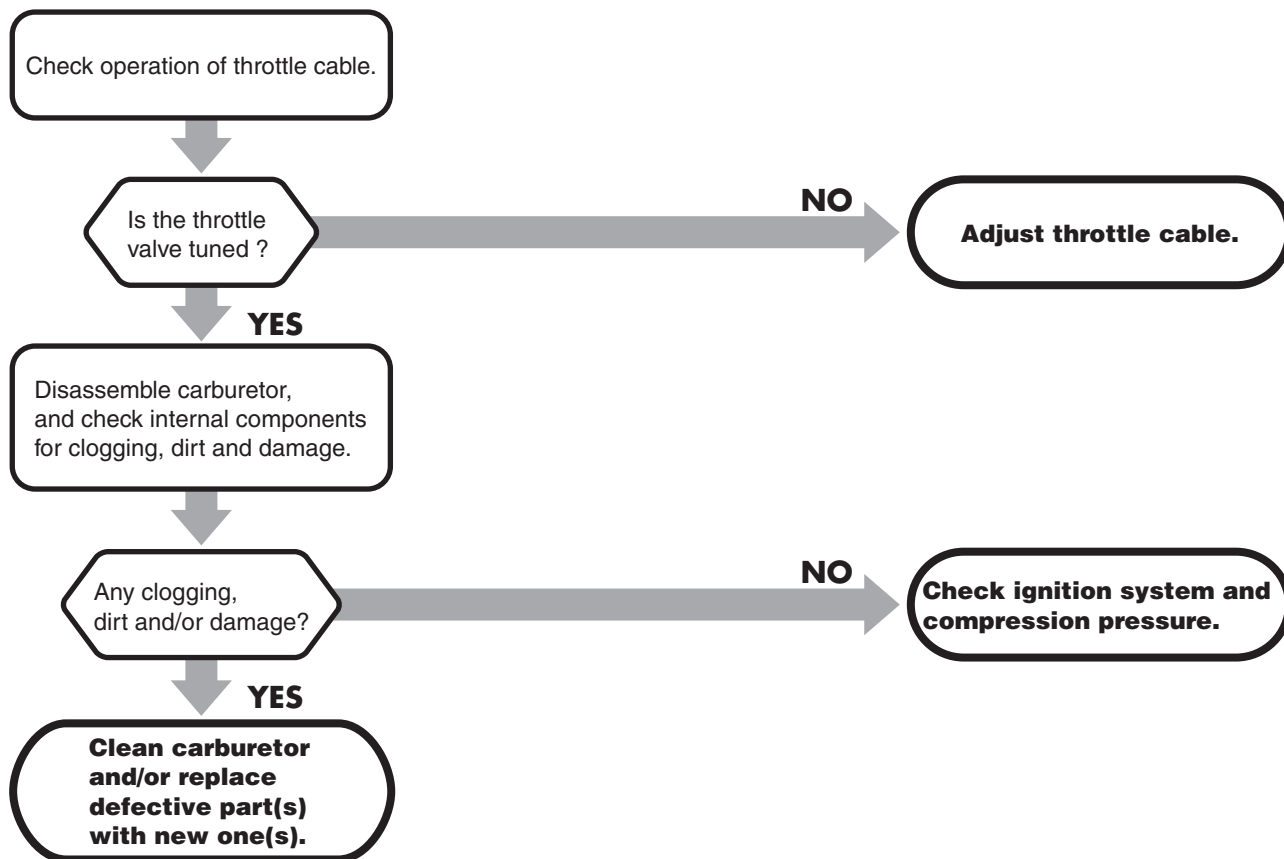 Check operation of throttle cable.
Is the throttle
valve tuned ?
NO
Adjust throttle cable.
YES
Disassemble carburetor,
and check internal components
for clogging, dirt and damage.
Any clogging,
dirt and/or damage?
NO
Check ignition system and
compression pressure.
YES
Clean carburetor
and/or replace
defective part(s)
with new one(s).